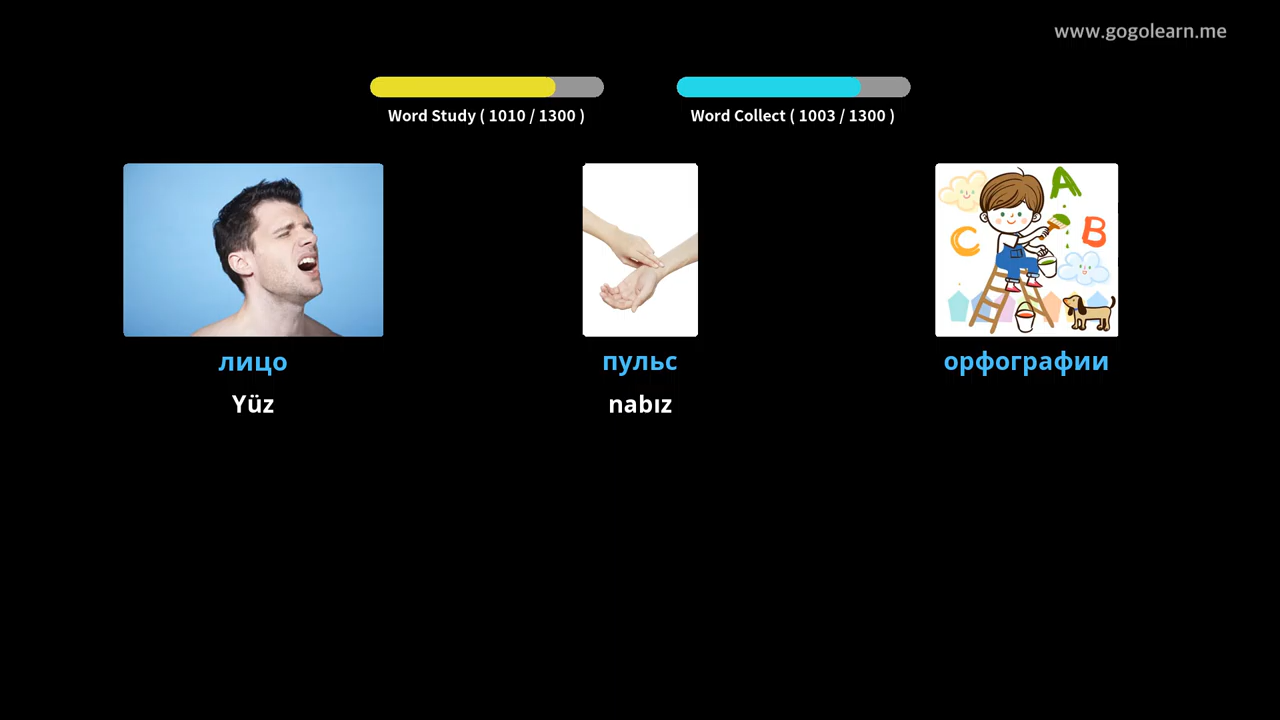 www.gogolearn.me
Word Study ( 1010 / 1300 )
Word Collect ( 1003 / 1300 )
A
B
C
лицо
пульс
орфографии
Yüz
nabız